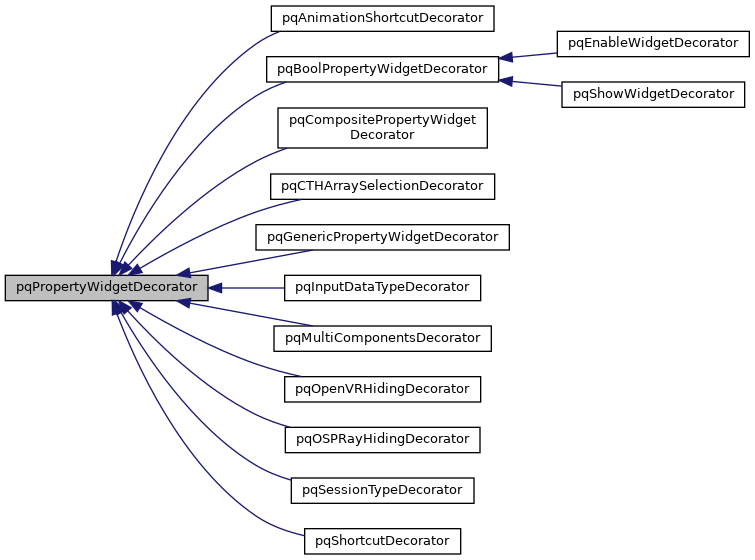 pqAnimationShortcutDecorator
pqEnableWidgetDecorator
pqBoolPropertyWidgetDecorator
pqShowWidgetDecorator
pqCompositePropertyWidget
Decorator
pqCTHArraySelectionDecorator
pqGenericPropertyWidgetDecorator
pqPropertyWidgetDecorator
pqInputDataTypeDecorator
pqMultiComponentsDecorator
pqOpenVRHidingDecorator
pqOSPRayHidingDecorator
pqSessionTypeDecorator
pqShortcutDecorator